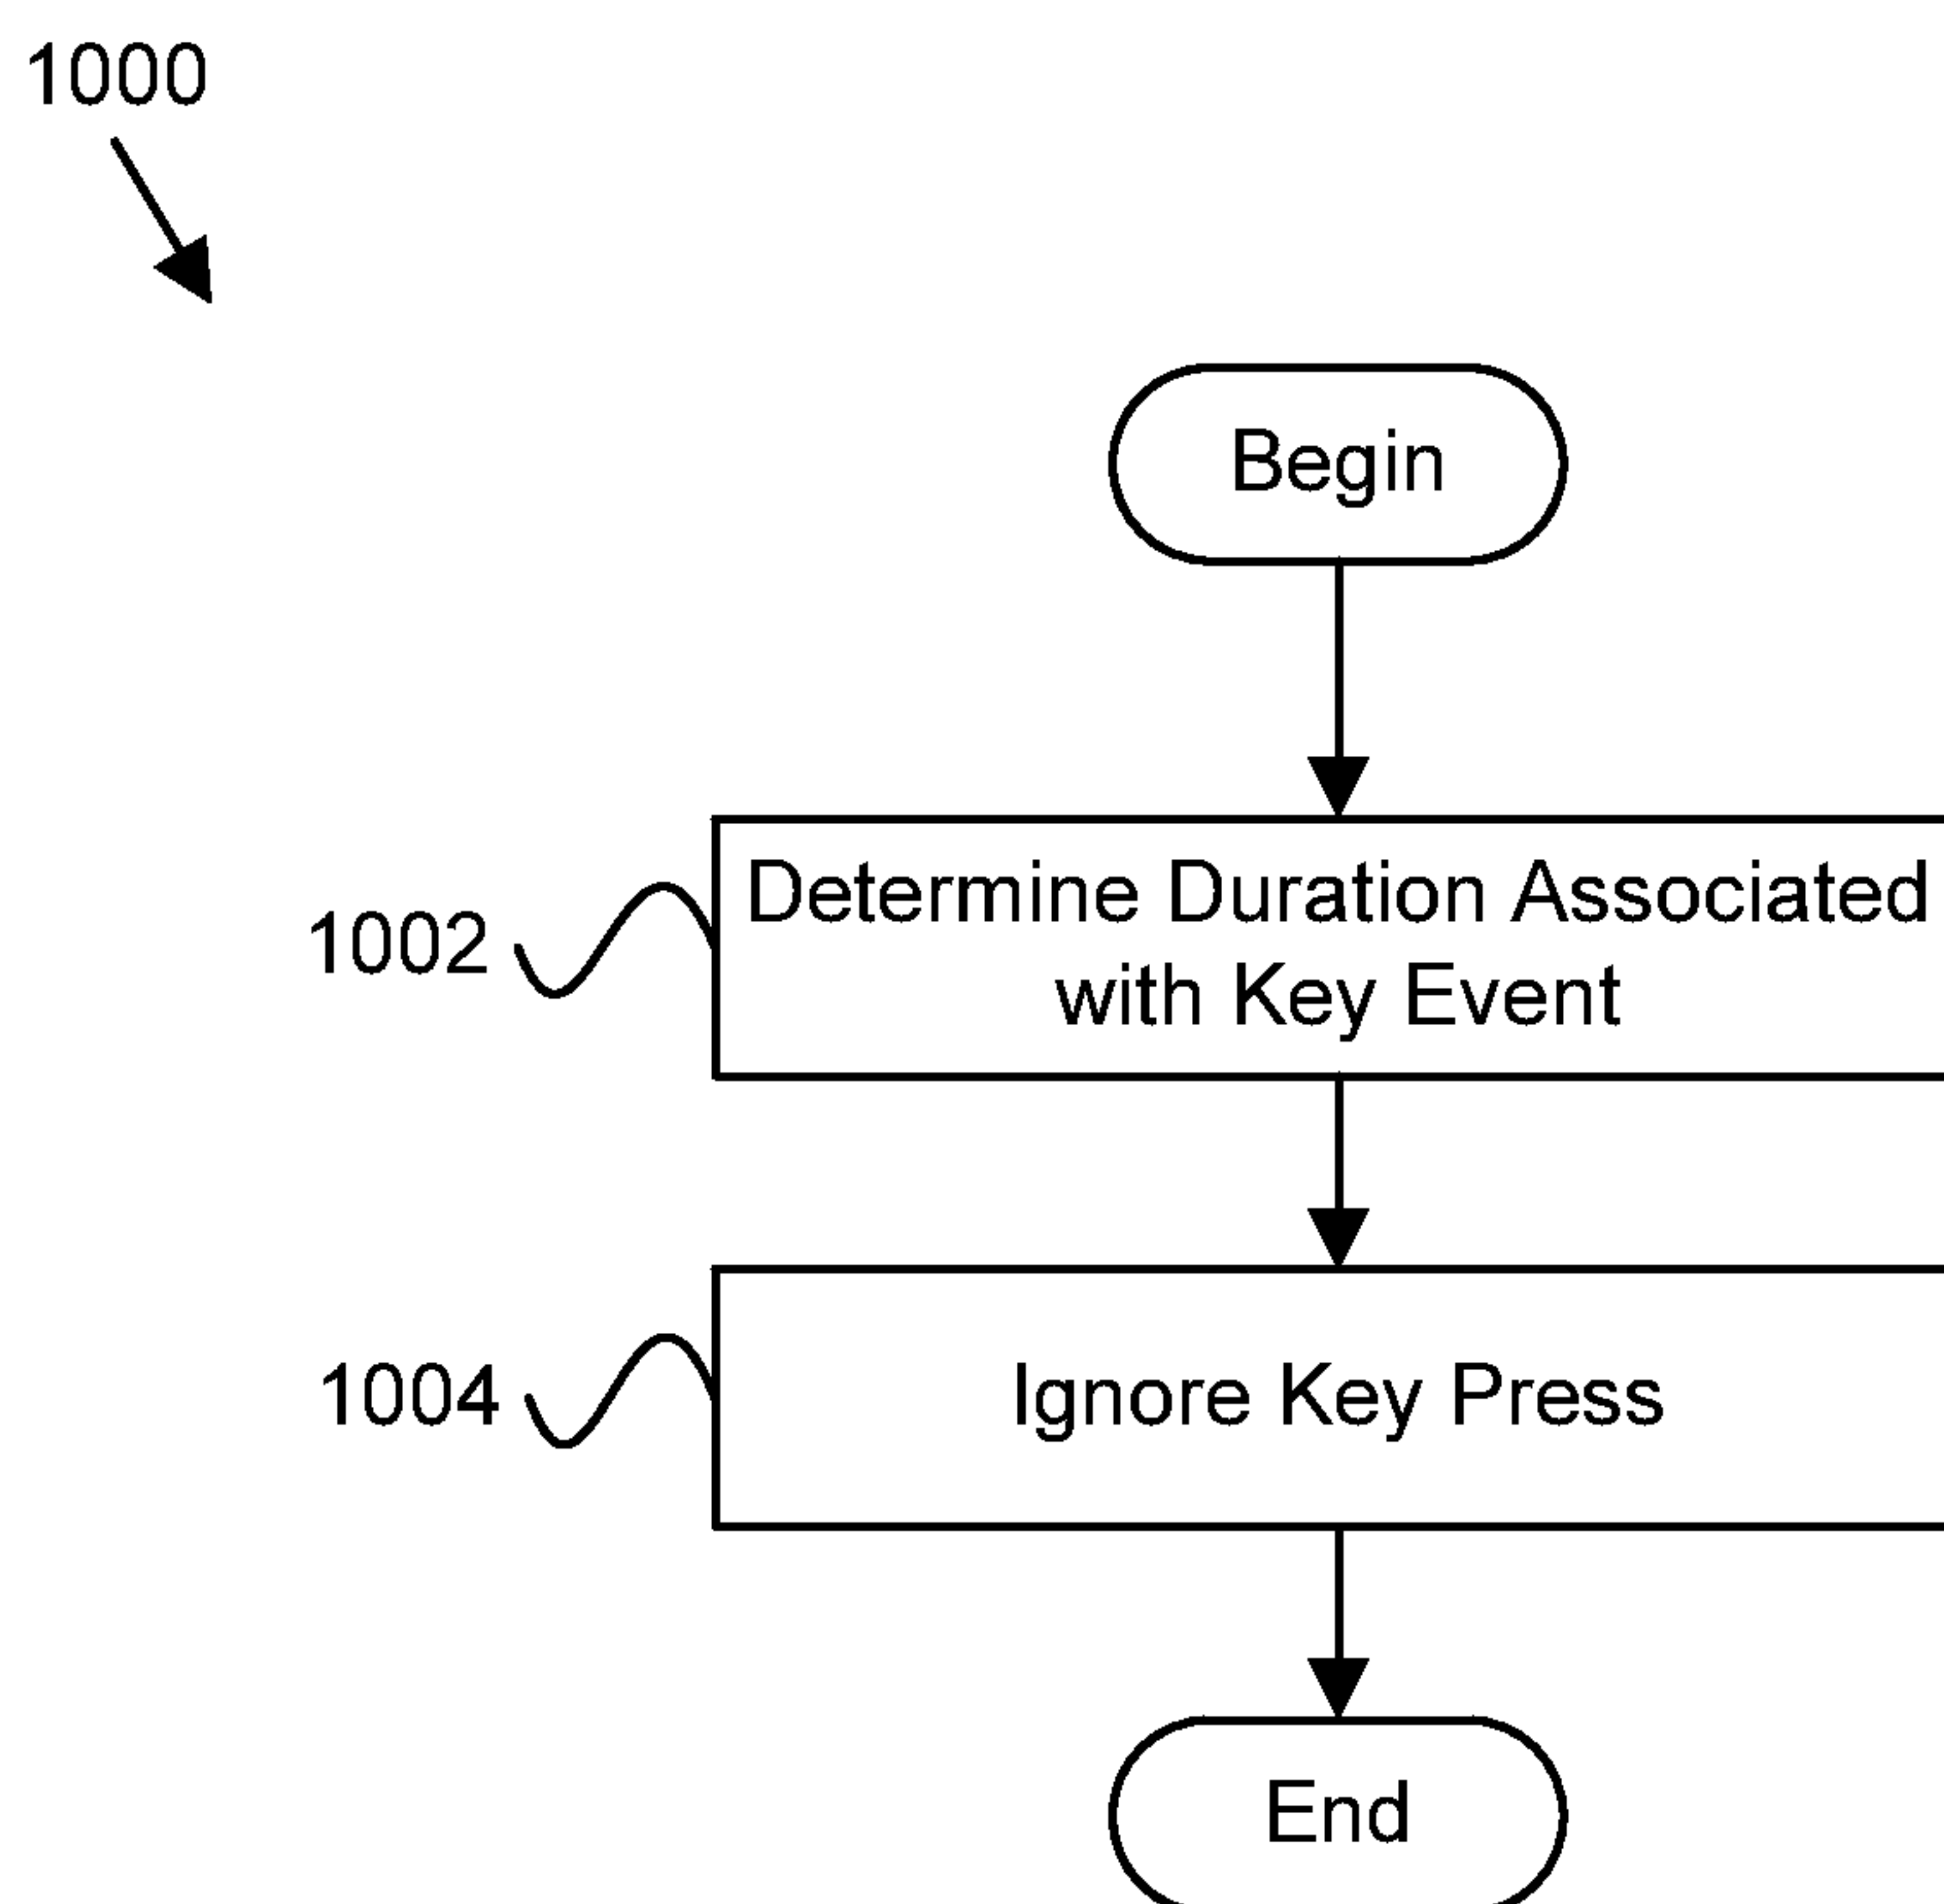 1000
Begin
1002
Determine Duration Associated
with Key Event
1004
Ignore Key Press
End